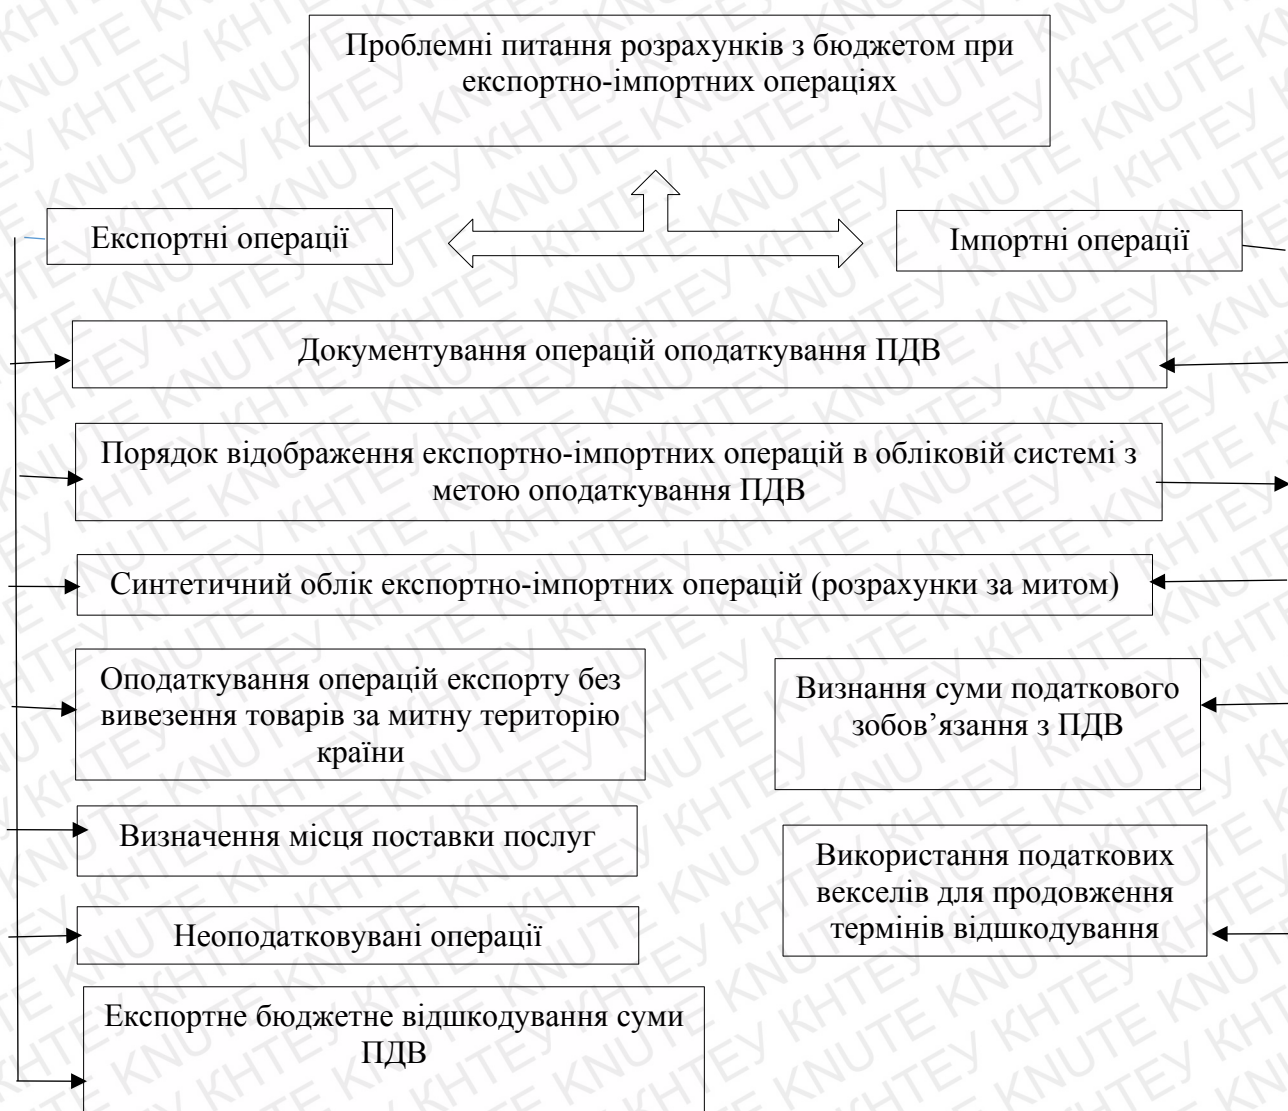 Проблемні питання розрахунків з бюджетом при
експортно-імпортних операціях
Експортні операції
Імпортні операції
Документування операцій оподаткування ПДВ
Порядок відображення експортно-імпортних операцій в обліковій системі з
метою оподаткування ПДВ
Синтетичний облік експортно-імпортних операцій (розрахунки за митом)
Оподаткування операцій експорту без
вивезення товарів за митну територію
країни
Визнання суми податкового
зобов’язання з ПДВ
Визначення місця поставки послуг
Використання податкових
векселів для продовження
термінів відшкодування
Неоподатковувані операції
Експортне бюджетне відшкодування суми
ПДВ